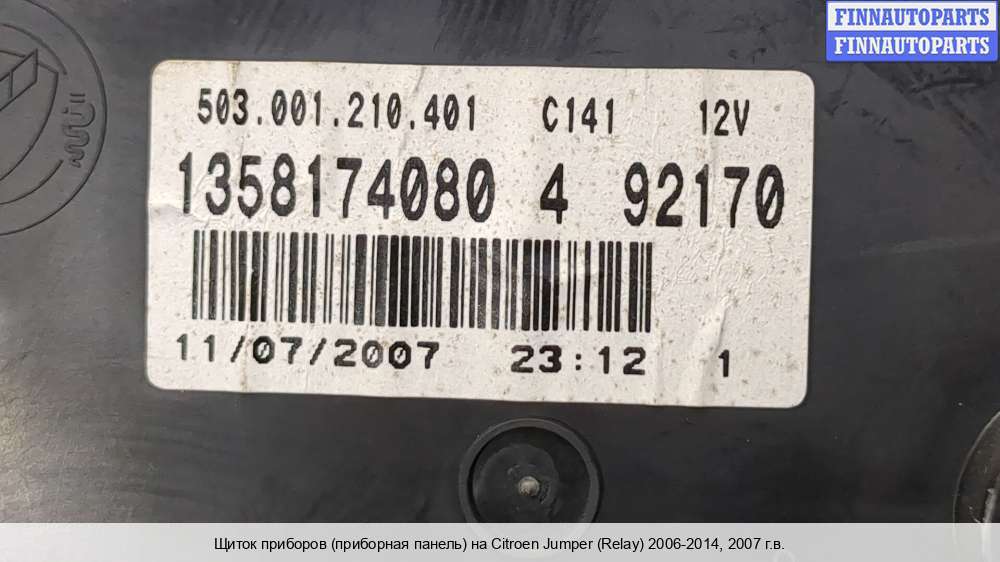 FINNAUTOPARTS
FINNAUTOPARTS
503.001.210.401 C141 12V
1358174080 4 92170
11/07/2007 23:12 1
Щиток приборов (приборная панель) на Citroen Jumper (Relay) 2006-2014, 2007 г.в.